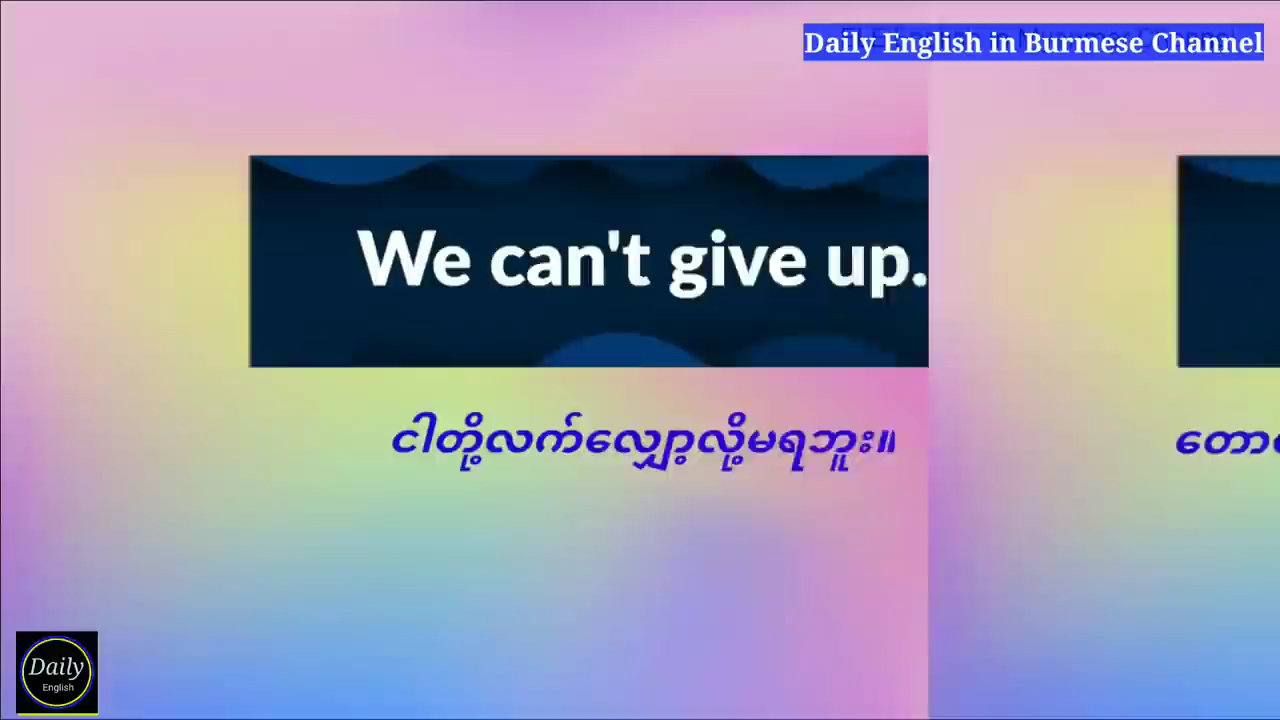 Daily English in Burmese Channel
We can't give up.
ငါတို့လက်လျှော့လို့မရဘူး။
Daily
English